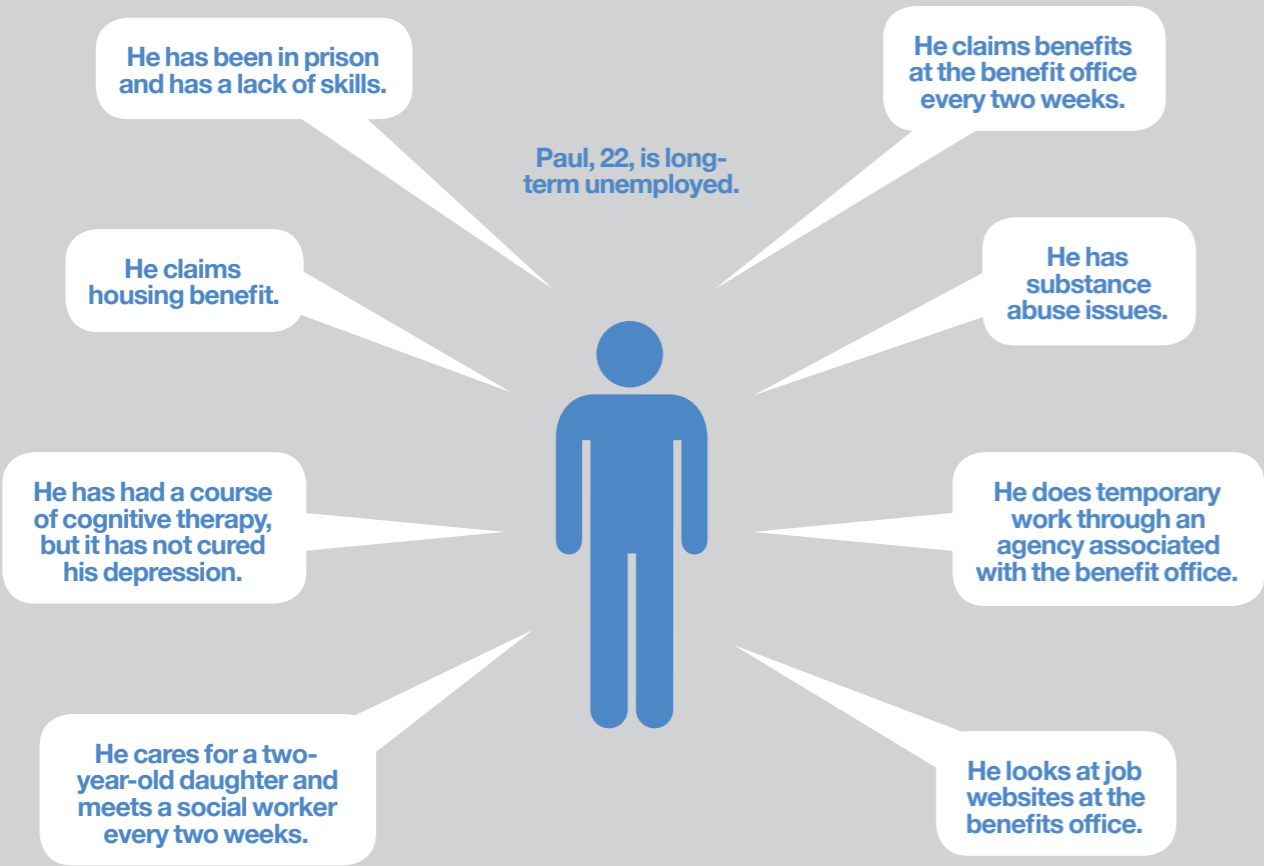 He has been in prison
and has a lack of skills.
He claims benefits
at the benefit office
every two weeks.
Paul, 22, is long-
term unemployed.
He claims
housing benefit.
He has
substance
abuse issues.
He has had a course
of cognitive therapy,
but it has not cured
his depression.
He does temporary
work through an
agency associated
with the benefit office.
He cares for a two-
year-old daughter and
meets a social worker
every two weeks.
He looks at job
websites at the
benefits office.